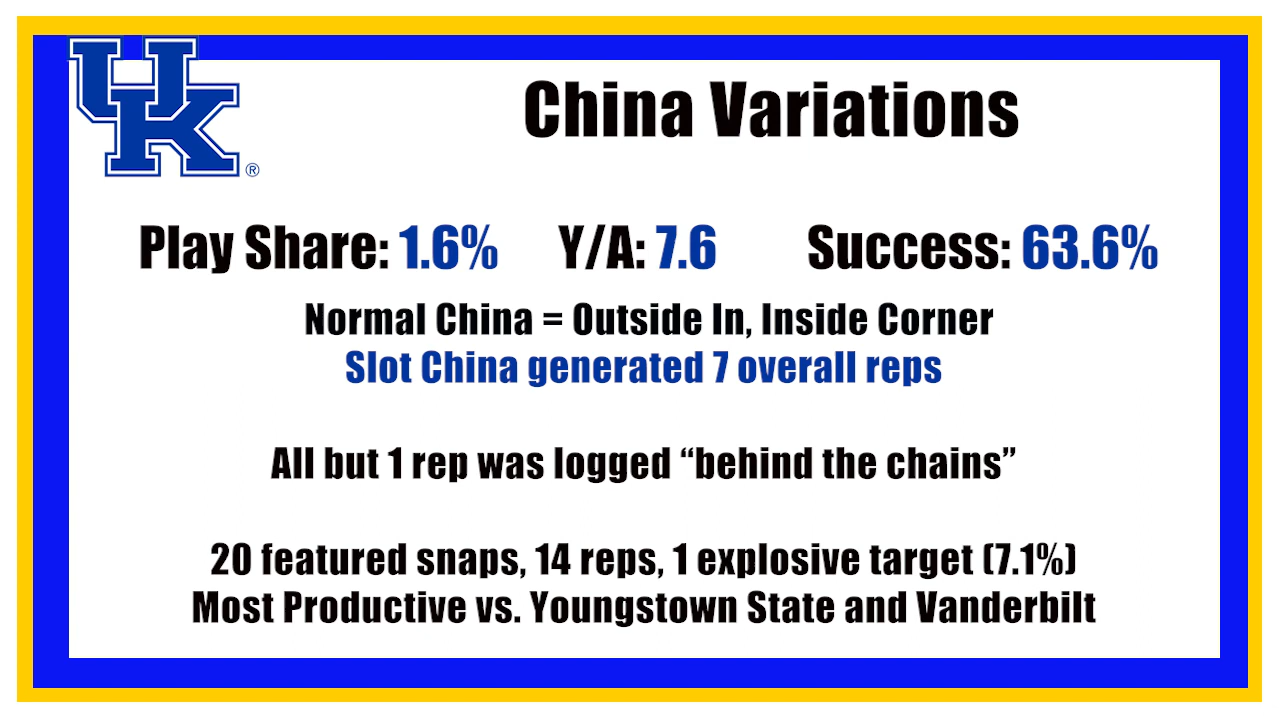 UK ®
China Variations
Play Share: 1.6% Y/A: 7.6 Success: 63.6%
Normal China = Outside In, Inside Corner
Slot China generated 7 overall reps
All but 1 rep was logged “behind the chains”
20 featured snaps, 14 reps, 1 explosive target (7.1%)
Most Productive vs. Youngstown State and Vanderbilt